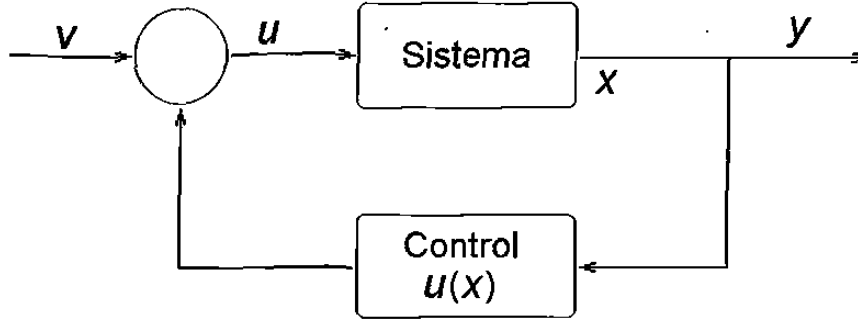 v
u
Sistema
x
y
Control
u(x)